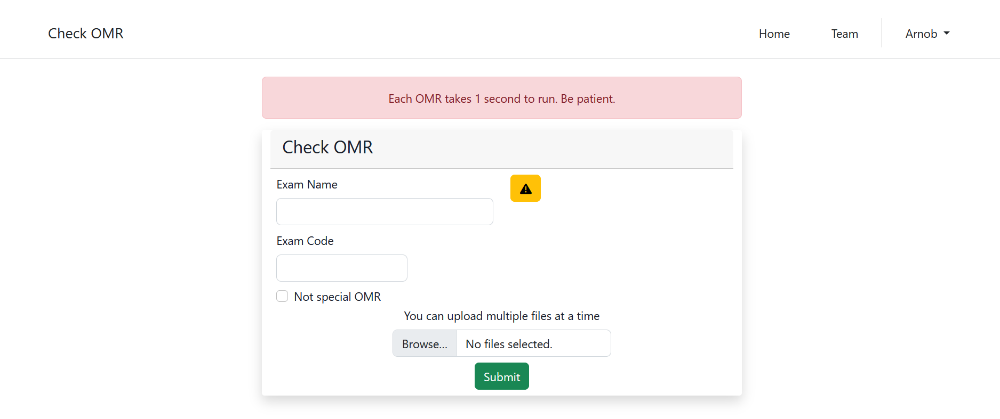 Check OMR
Home
Team
Arnob
Each OMR takes 1 second to run. Be patient.
Check OMR
Exam Name
Exam Code
Not special OMR
You can upload multiple files at a time
Browse... No files selected.
Submit